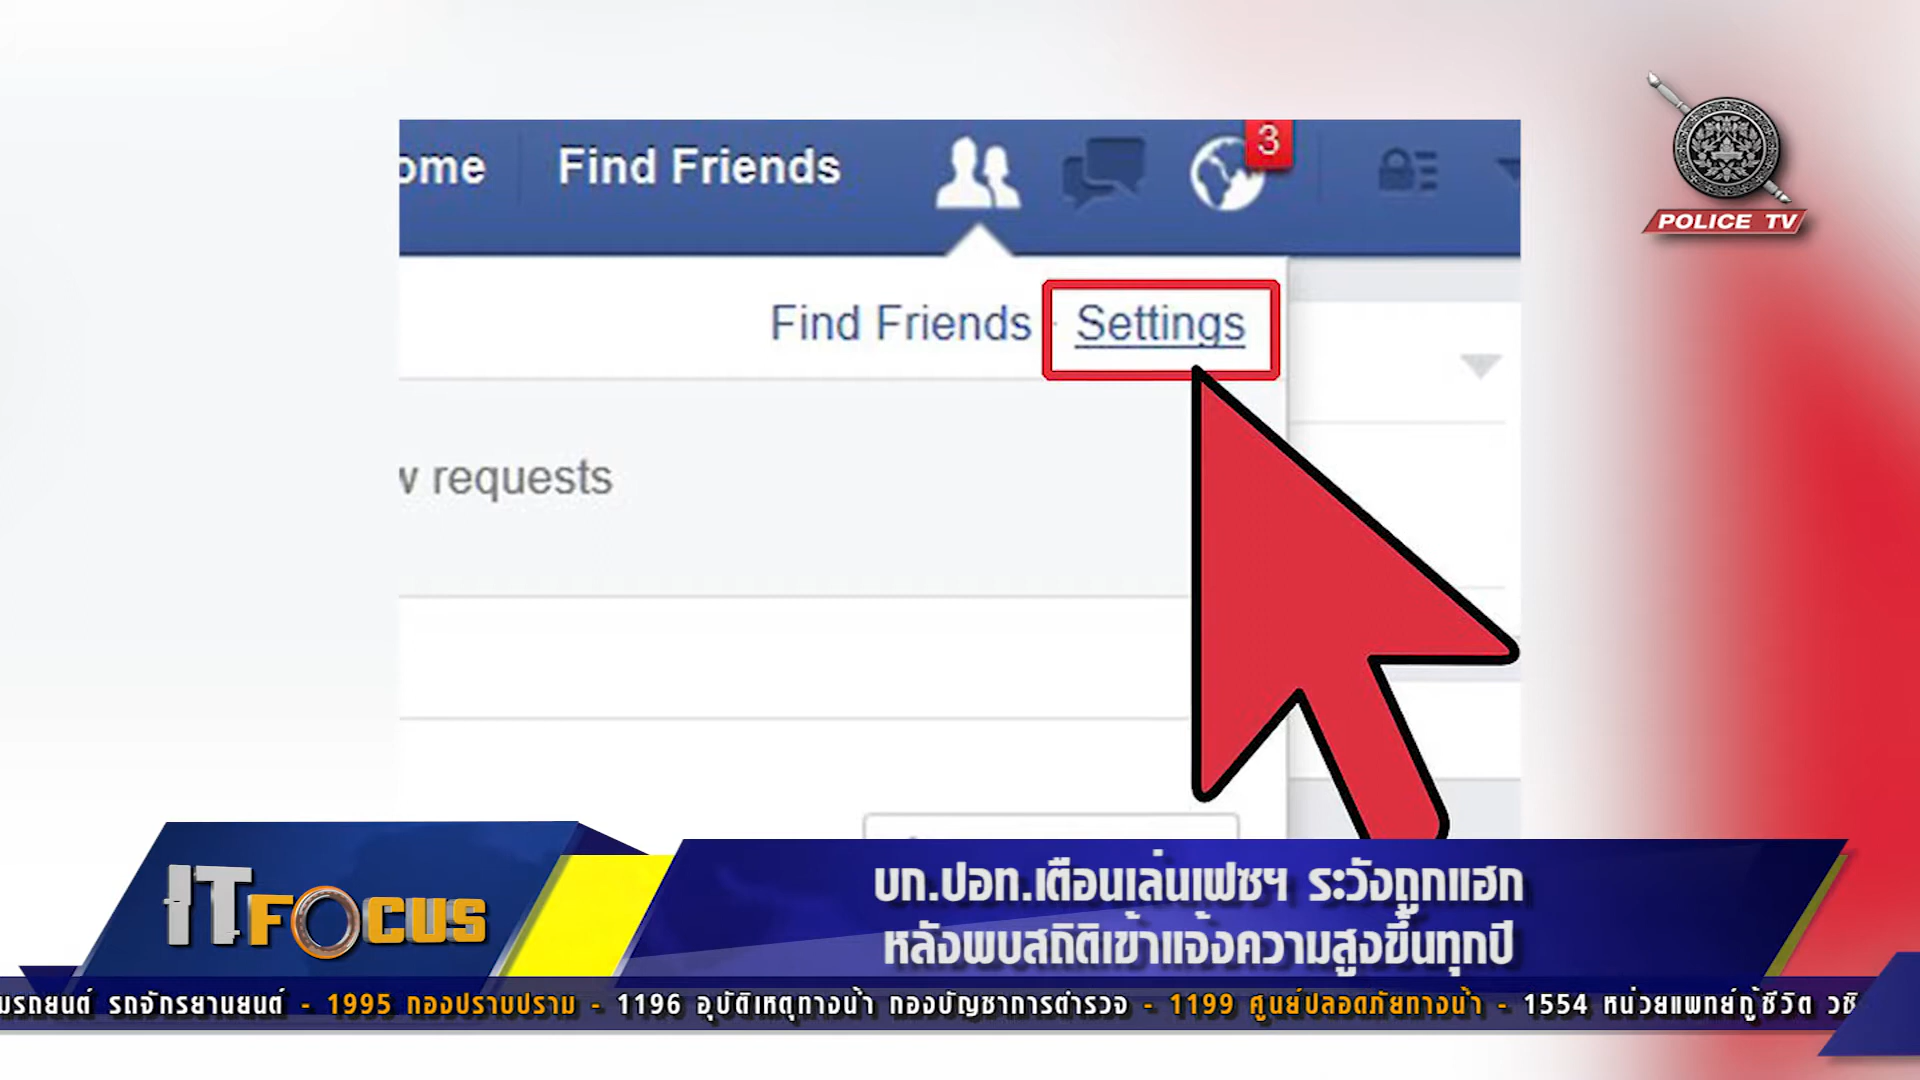 ome Find Friends 3
POLICE TV
Find Friends Settings
requests
IT FOCUS
บก.ปอท.เตือนเล่นเฟซฯ ระวังถูกแฮก
หลังพบสถิติเข้าแจ้งความสูงขึ้นทุกปี
มรถยนต์ รถจักรยานยนต์ - 1995 กองปราบปราม - 1196 อุบัติเหตุทางน้ำ กองบัญชาการตำรวจ - 1199 ศูนย์ปลอดภัยทางน้ำ - 1554 หน่วยแพทย์กู้ชีวิต วชิ